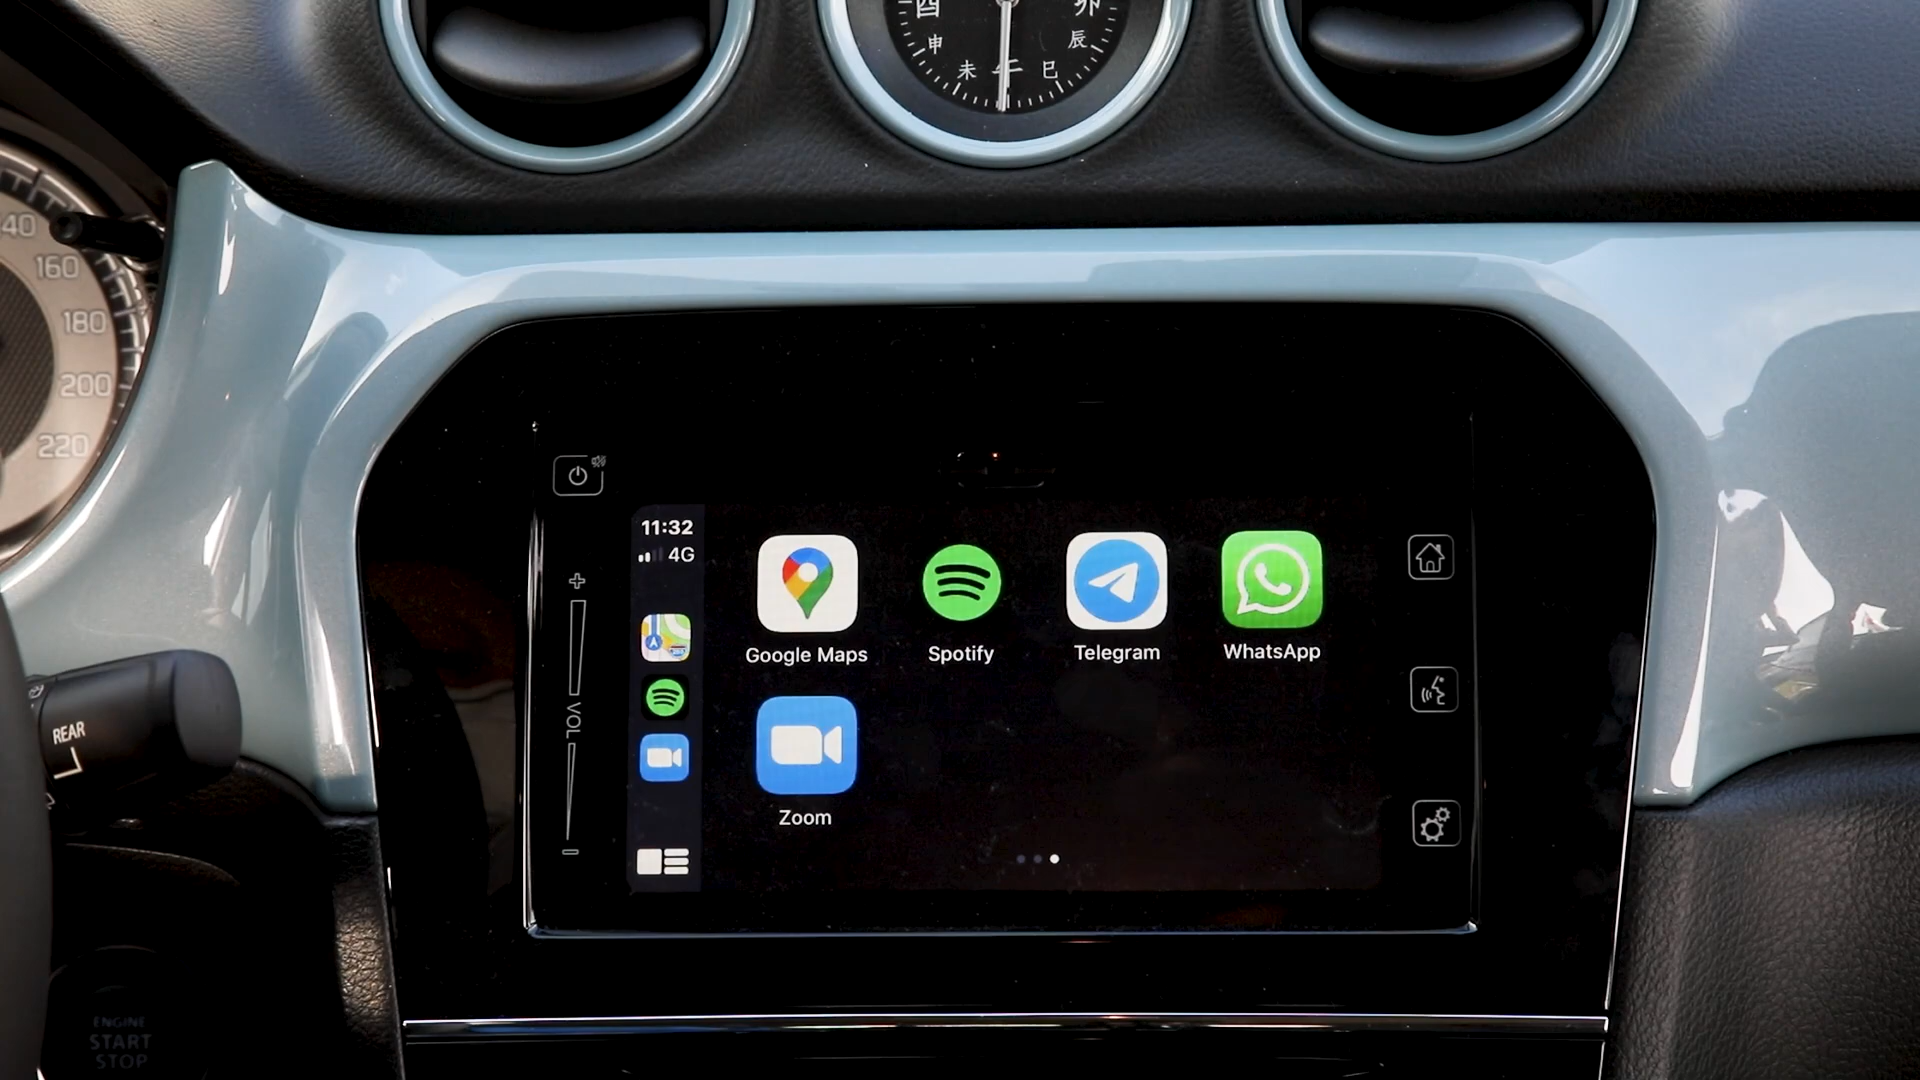 酉
卯
申
辰
未
午
巳
40
160
180
200
220
11:32
4G
Google Maps
Spotify
Telegram
WhatsApp
Zoom
VOL
REAR
ENGINE
START
STOP